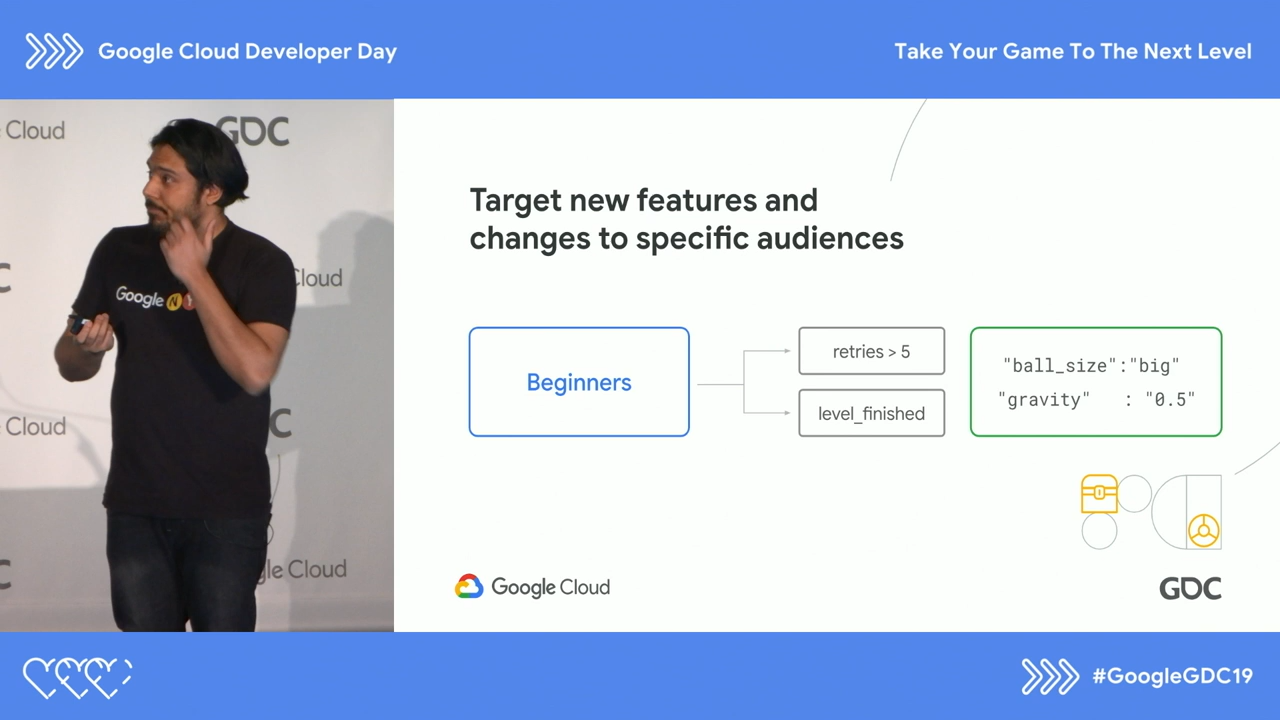 Google Cloud Developer Day
Take Your Game To The Next Level
Cloud
GDC
Cloud
Cloud
C
gle Cloud
Google N Y
Target new features and
changes to specific audiences
Beginners
retries > 5
level_finished
"ball_size":"big"
"gravity" : "0.5"
Google Cloud
GDC
#GoogleGDC19